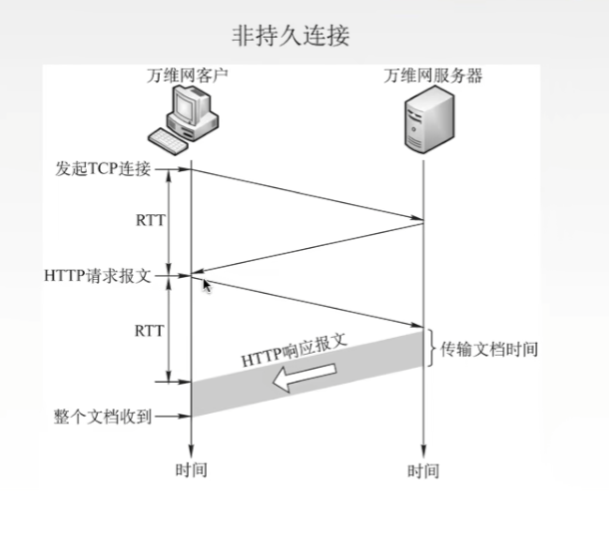 非持久连接
万维网客户
万维网服务器
发起TCP连接
RTT
HTTP请求报文
RTT
HTTP响应报文
传输文档时间
整个文档收到
时间
时间